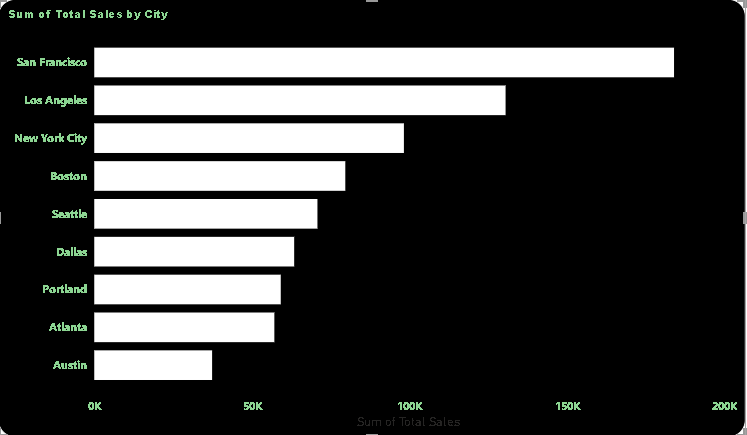 Sum of Total Sales by City
San Francisco
Los Angeles
New York City
Boston
Seattle
Dallas
Portland
Atlanta
Austin
0K 50K 100K 150K 200K
Sum of Total Sales